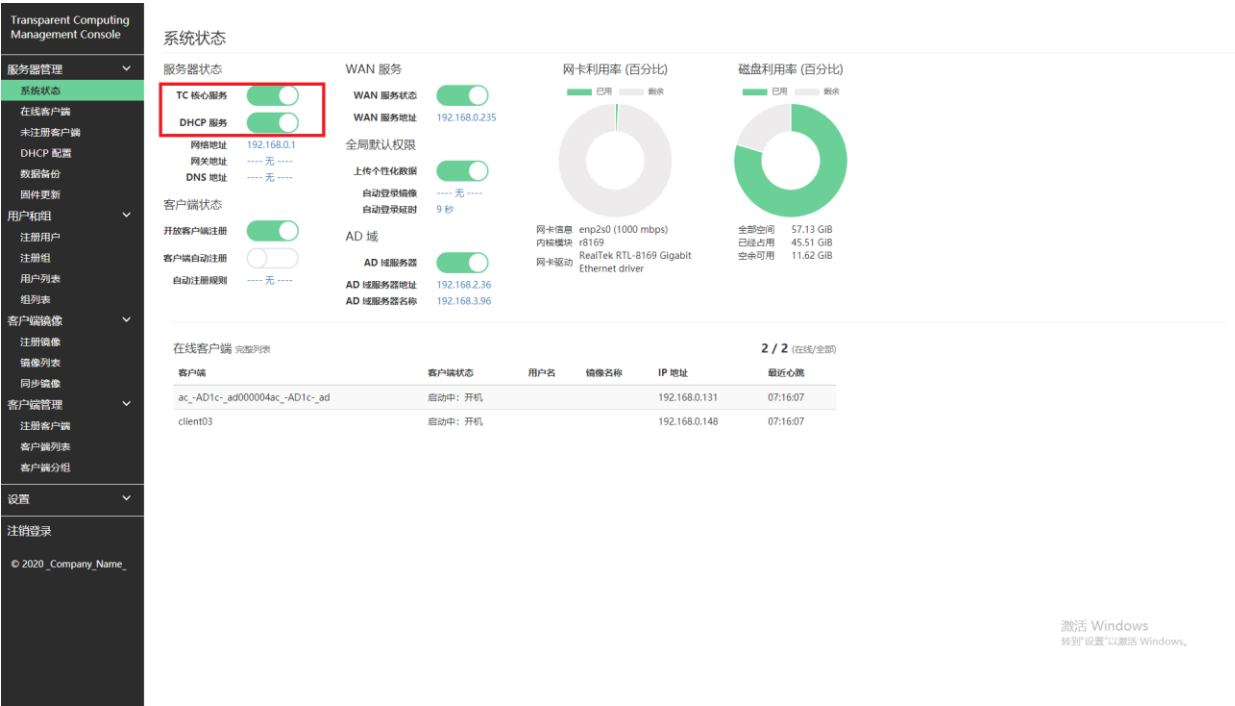 Transparent Computing
Management Console
服务器管理
系统状态
在线客户端
未注册客户端
DHCP 配置
数据备份
固件更新
用户和组
注册用户
注册组
用户列表
组列表
客户端镜像
注册镜像
镜像列表
同步镜像
客户端管理
注册客户端
客户端列表
客户端分组
设置
注销登录
© 2020 _Company_Name_
系统状态
服务器状态
TC 核心服务
DHCP 服务
网络地址 192.168.0.1
网关地址 ---- 无 ----
DNS 地址 ---- 无 ----
客户端状态
开放客户端注册
客户端自动注册
自动注册规则 ---- 无 ----
WAN 服务
WAN 服务状态
WAN 服务地址 192.168.0.235
全局默认权限
上传个性化数据
自动登录镜像 ---- 无 ----
自动登录延时 9 秒
AD 域
AD 域服务器
AD 域服务器地址 192.168.2.36
AD 域服务器名称 192.168.3.96
网卡利用率 (百分比)
已用 剩余
网卡信息 enp2s0 (1000 mbps)
内核模块 r8169
网卡驱动 RealTek RTL-8169 Gigabit
Ethernet driver
磁盘利用率 (百分比)
已用 剩余
全部空间 57.13 GiB
已经占用 45.51 GiB
空余可用 11.62 GiB
在线客户端 完整列表 2 / 2 (在线/全部)
客户端 客户端状态 用户名 镜像名称 IP 地址 最近心跳
ac_-AD1c-_ad000004ac_-AD1c-_ad 启动中：开机 192.168.0.131 07:16:07
client03 启动中：开机 192.168.0.148 07:16:07
激活 Windows
转到"设置"以激活 Windows。